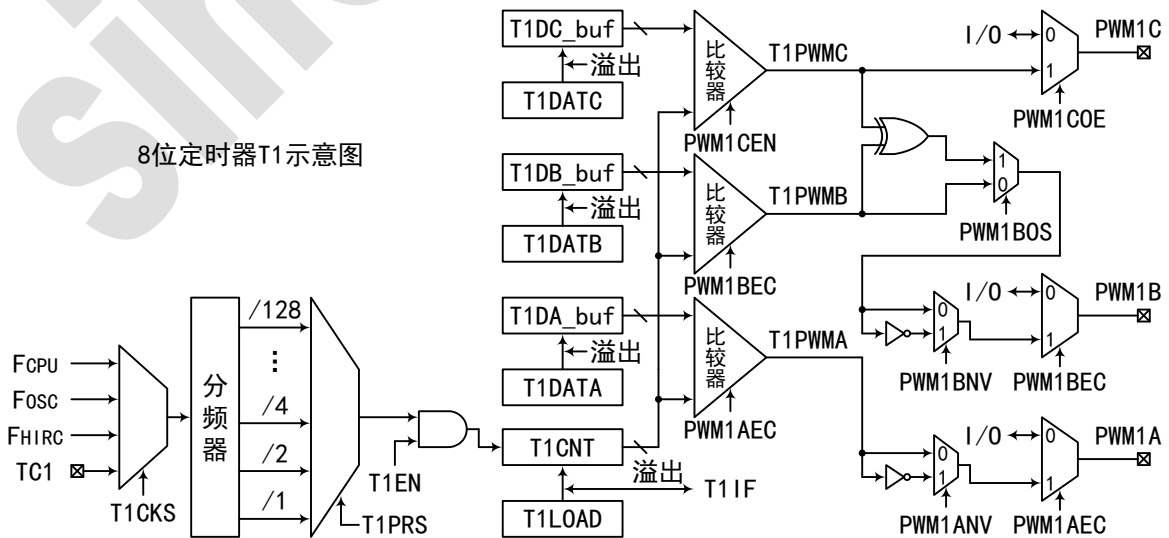 sin
T1DC_buf
溢出
T1DATC
比较器
PWM1CEN
T1PWMC
I/O
0
1
PWM1C
PWM1COE
8位定时器T1示意图
T1DB_buf
溢出
T1DATB
比较器
PWM1BEC
T1PWMB
1
0
PWM1BOS
I/O
0
1
PWM1B
0
1
PWM1BNV
PWM1BEC
T1DA_buf
溢出
T1DATA
比较器
PWM1AEC
T1PWMA
FCPU
FOSC
FHIRC
TC1
T1CKS
分频器
/128
⋮
/4
/2
/1
T1PRS
T1EN
T1CNT
溢出
T1IF
T1LOAD
I/O
0
1
PWM1A
0
1
PWM1ANV
PWM1AEC